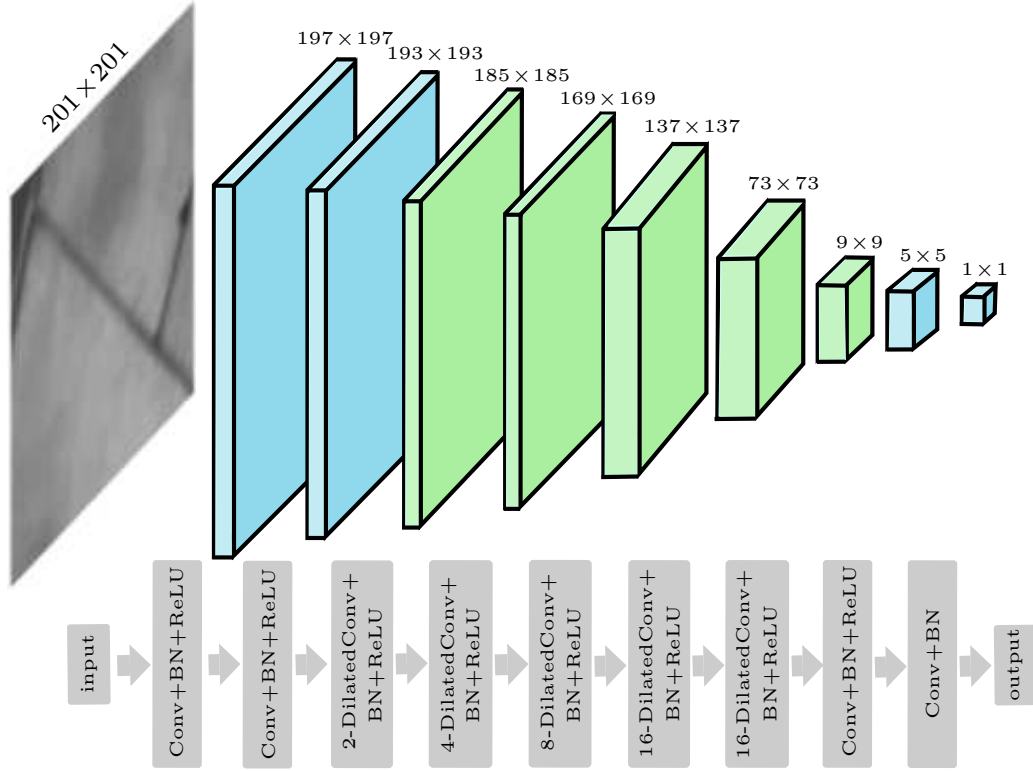 201×201
197×197
193×193
185×185
169×169
137×137
73×73
9×9
5×5
1×1
input
Conv+BN+ReLU
Conv+BN+ReLU
2-DilatedConv+
BN+ReLU
4-DilatedConv+
BN+ReLU
8-DilatedConv+
BN+ReLU
16-DilatedConv+
BN+ReLU
16-DilatedConv+
BN+ReLU
Conv+BN+ReLU
Conv+BN
output